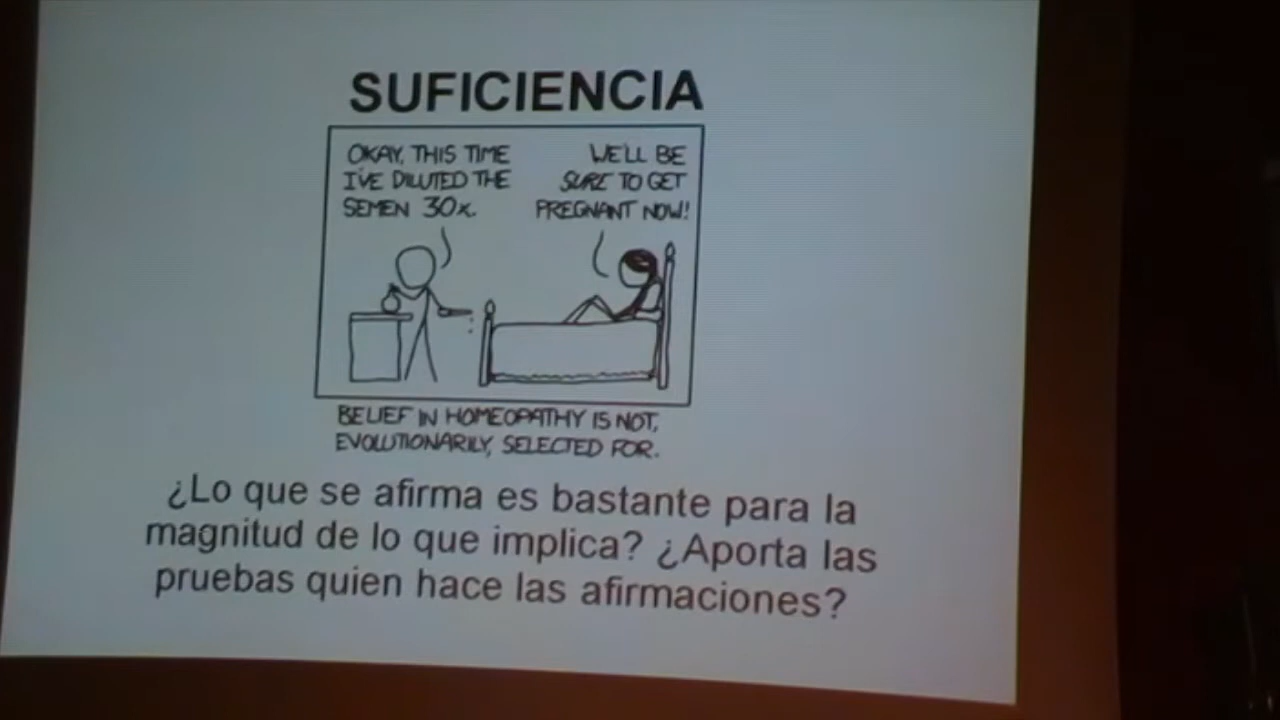 SUFICIENCIA
OKAY, THIS TIME
I'VE DILUTED THE
SEMEN 30x.
WE'LL BE
SURE TO GET
PREGNANT NOW!
BELIEF IN HOMEOPATHY IS NOT,
EVOLUTIONARILY, SELECTED FOR.
¿Lo que se afirma es bastante para la
magnitud de lo que implica? ¿Aporta las
pruebas quien hace las afirmaciones?